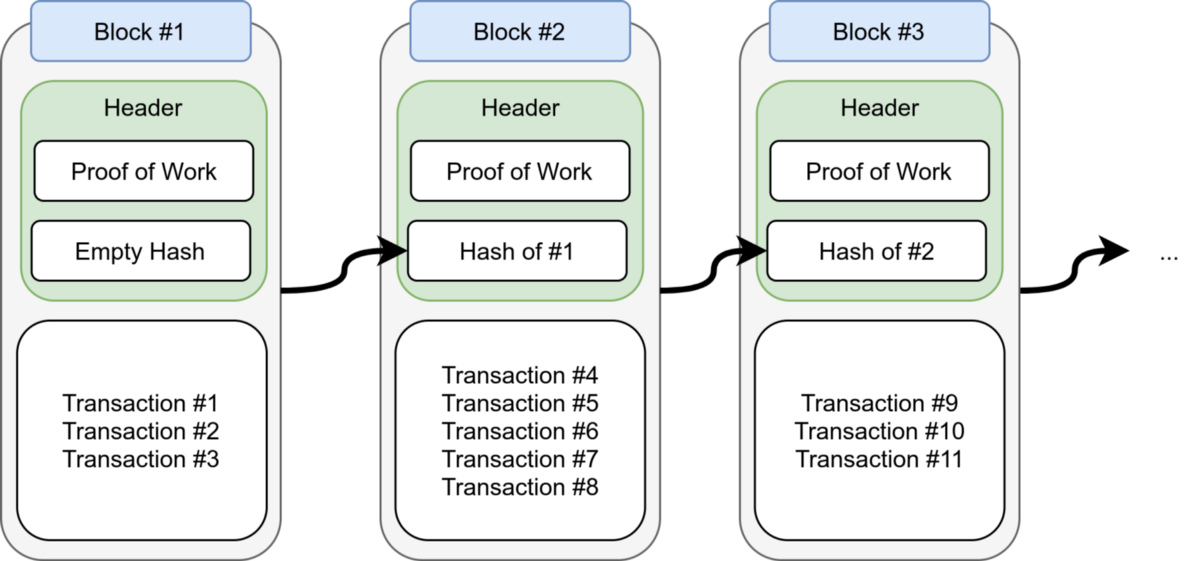 Block #1
Header
Proof of Work
Empty Hash
Transaction #1
Transaction #2
Transaction #3
Block #2
Header
Proof of Work
Hash of #1
Transaction #4
Transaction #5
Transaction #6
Transaction #7
Transaction #8
Block #3
Header
Proof of Work
Hash of #2
Transaction #9
Transaction #10
Transaction #11
...